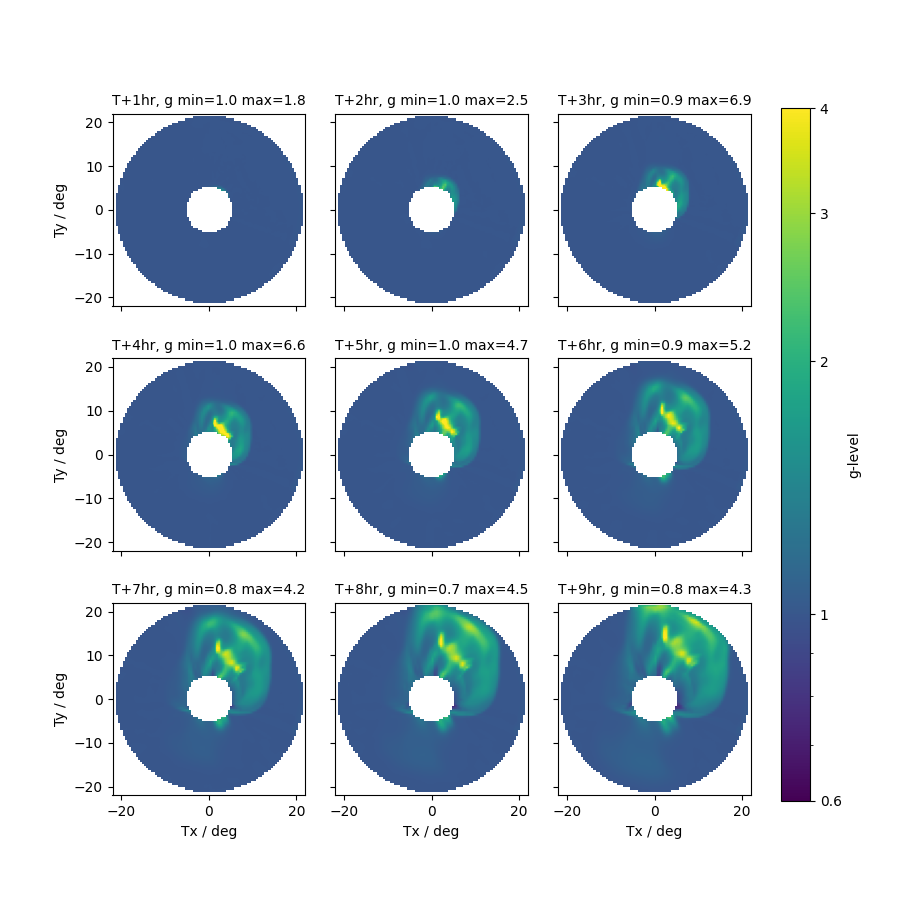 T+1hr, g min=1.0 max=1.8
T+2hr, g min=1.0 max=2.5
T+3hr, g min=0.9 max=6.9
20
10
0
−10
−20
Ty / deg
T+4hr, g min=1.0 max=6.6
T+5hr, g min=1.0 max=4.7
T+6hr, g min=0.9 max=5.2
20
10
0
−10
−20
Ty / deg
T+7hr, g min=0.8 max=4.2
T+8hr, g min=0.7 max=4.5
T+9hr, g min=0.8 max=4.3
20
10
0
−10
−20
Ty / deg
−20 0 20
−20 0 20
−20 0 20
Tx / deg
Tx / deg
Tx / deg
4
3
2
1
0.6
g-level